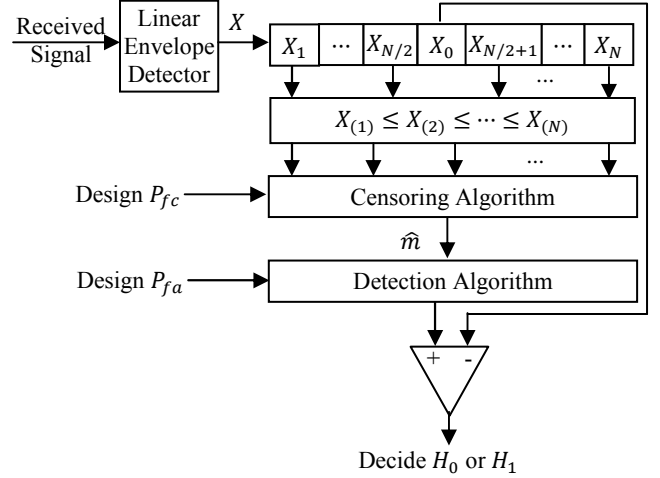 Received Signal
Linear Envelope Detector
X
X_1 ... X_{N/2} X_0 X_{N/2+1} ... X_N
...
X_{(1)} ≤ X_{(2)} ≤ ⋯ ≤ X_{(N)}
...
Design P_{fc}
Censoring Algorithm
m̂
Design P_{fa}
Detection Algorithm
+ -
Decide H_0 or H_1